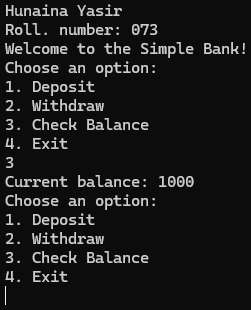 Hunaina Yasir
Roll. number: 073
Welcome to the Simple Bank!
Choose an option:
1. Deposit
2. Withdraw
3. Check Balance
4. Exit
3
Current balance: 1000
Choose an option:
1. Deposit
2. Withdraw
3. Check Balance
4. Exit